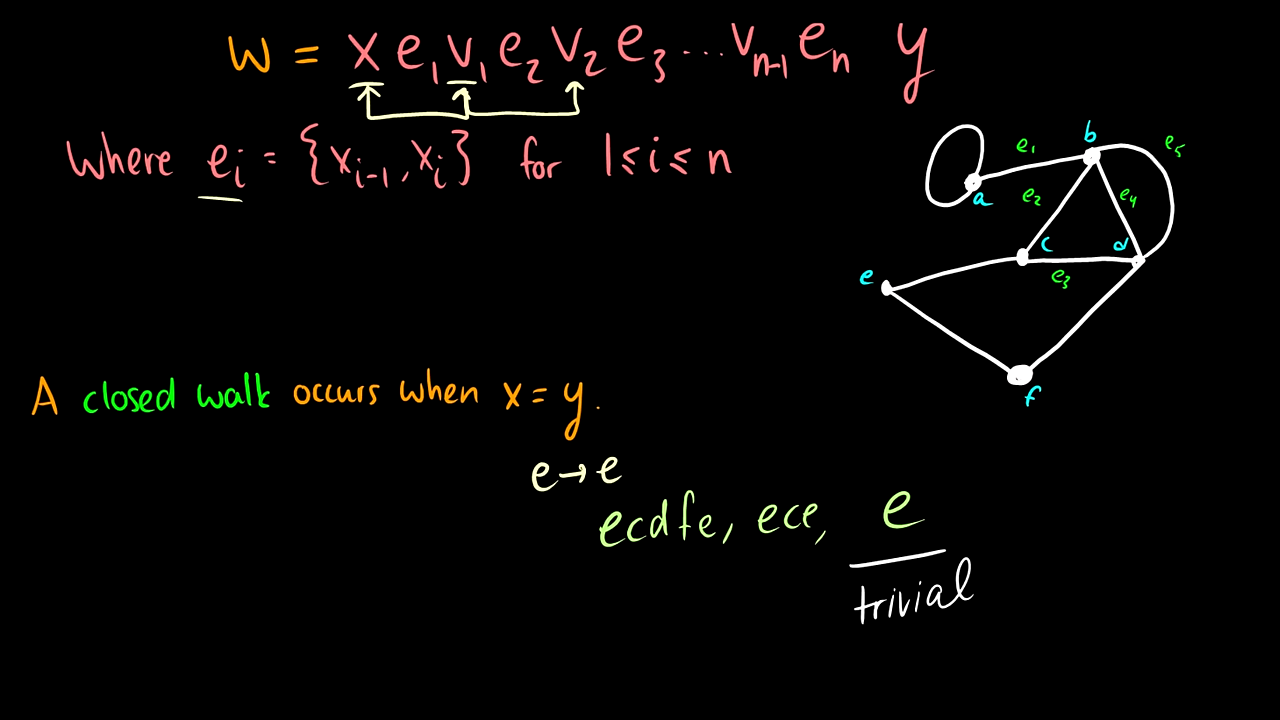 w = x e₁ v₁ e₂ v₂ e₃ ... vₙ₋₁ eₙ y
where eᵢ = {xᵢ₋₁, xᵢ} for 1 ≤ i ≤ n
b
e₁
e₅
a
e₂
e₄
c
d
e
e₃
f
A closed walk occurs when x = y.
e → e
ecdfe, ece, e
trivial